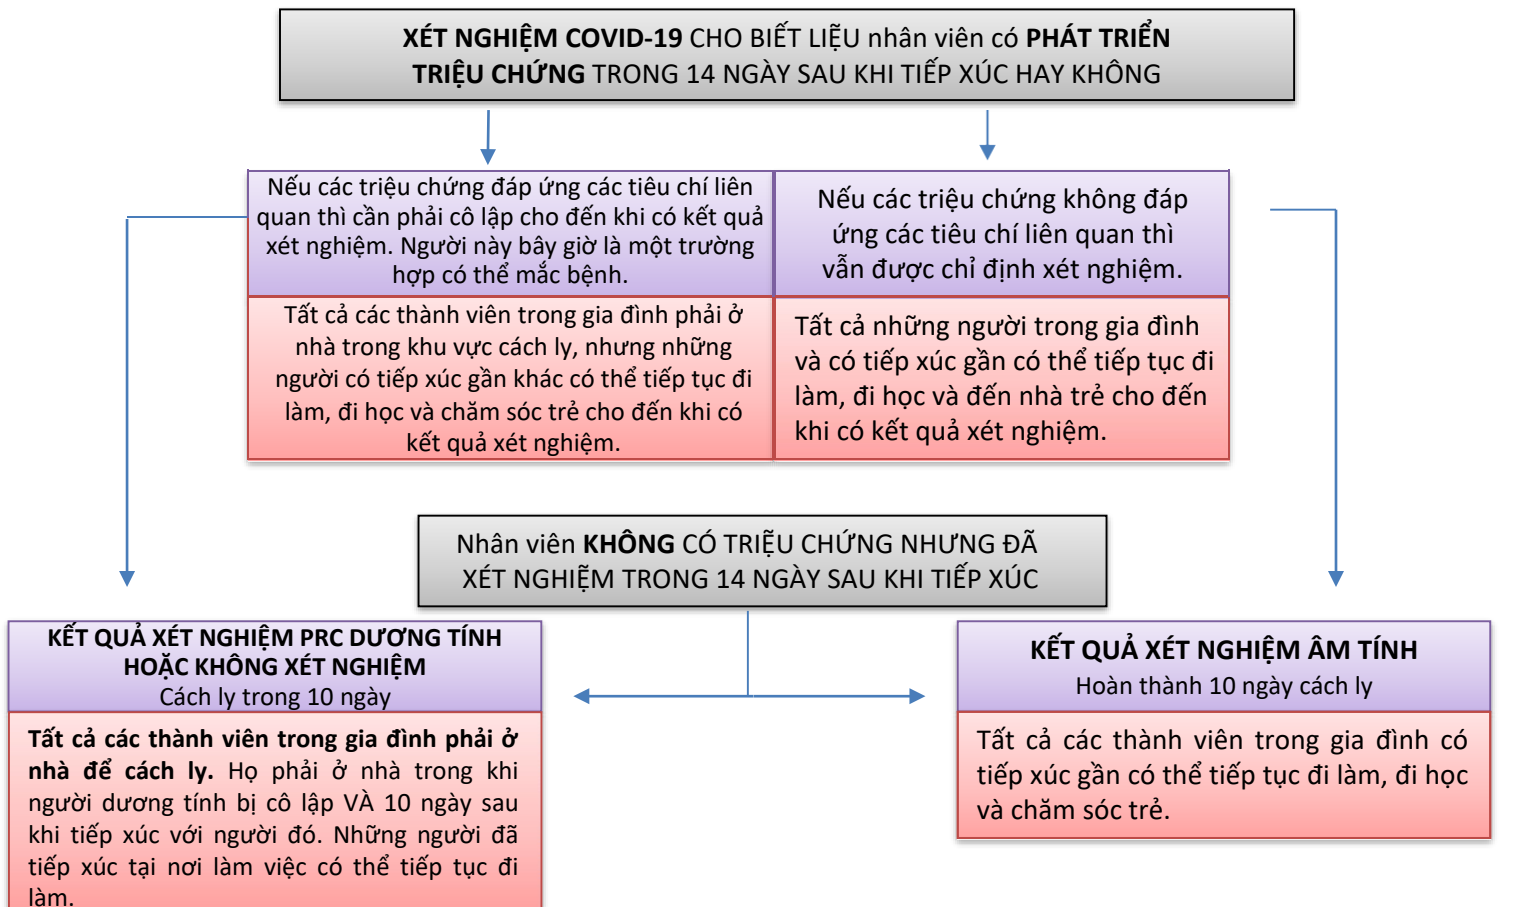 XÉT NGHIỆM COVID-19 CHO BIẾT LIỆU nhân viên có PHÁT TRIỂN
TRIỆU CHỨNG TRONG 14 NGÀY SAU KHI TIẾP XÚC HAY KHÔNG
Nếu các triệu chứng đáp ứng các tiêu chí liên
quan thì cần phải cô lập cho đến khi có kết quả
xét nghiệm. Người này bây giờ là một trường
hợp có thể mắc bệnh.
Nếu các triệu chứng không đáp
ứng các tiêu chí liên quan thì
vẫn được chỉ định xét nghiệm.
Tất cả các thành viên trong gia đình phải ở
nhà trong khu vực cách ly, nhưng những
người có tiếp xúc gần khác có thể tiếp tục đi
làm, đi học và chăm sóc trẻ cho đến khi có
kết quả xét nghiệm.
Tất cả những người trong gia đình
và có tiếp xúc gần có thể tiếp tục đi
làm, đi học và đến nhà trẻ cho đến
khi có kết quả xét nghiệm.
Nhân viên KHÔNG CÓ TRIỆU CHỨNG NHƯNG ĐÃ
XÉT NGHIỆM TRONG 14 NGÀY SAU KHI TIẾP XÚC
KẾT QUẢ XÉT NGHIỆM PRC DƯƠNG TÍNH
HOẶC KHÔNG XÉT NGHIỆM
Cách ly trong 10 ngày
Tất cả các thành viên trong gia đình phải ở
nhà để cách ly. Họ phải ở nhà trong khi
người dương tính bị cô lập VÀ 10 ngày sau
khi tiếp xúc với người đó. Những người đã
tiếp xúc tại nơi làm việc có thể tiếp tục đi
làm.
KẾT QUẢ XÉT NGHIỆM ÂM TÍNH
Hoàn thành 10 ngày cách ly
Tất cả các thành viên trong gia đình có
tiếp xúc gần có thể tiếp tục đi làm, đi học
và chăm sóc trẻ.